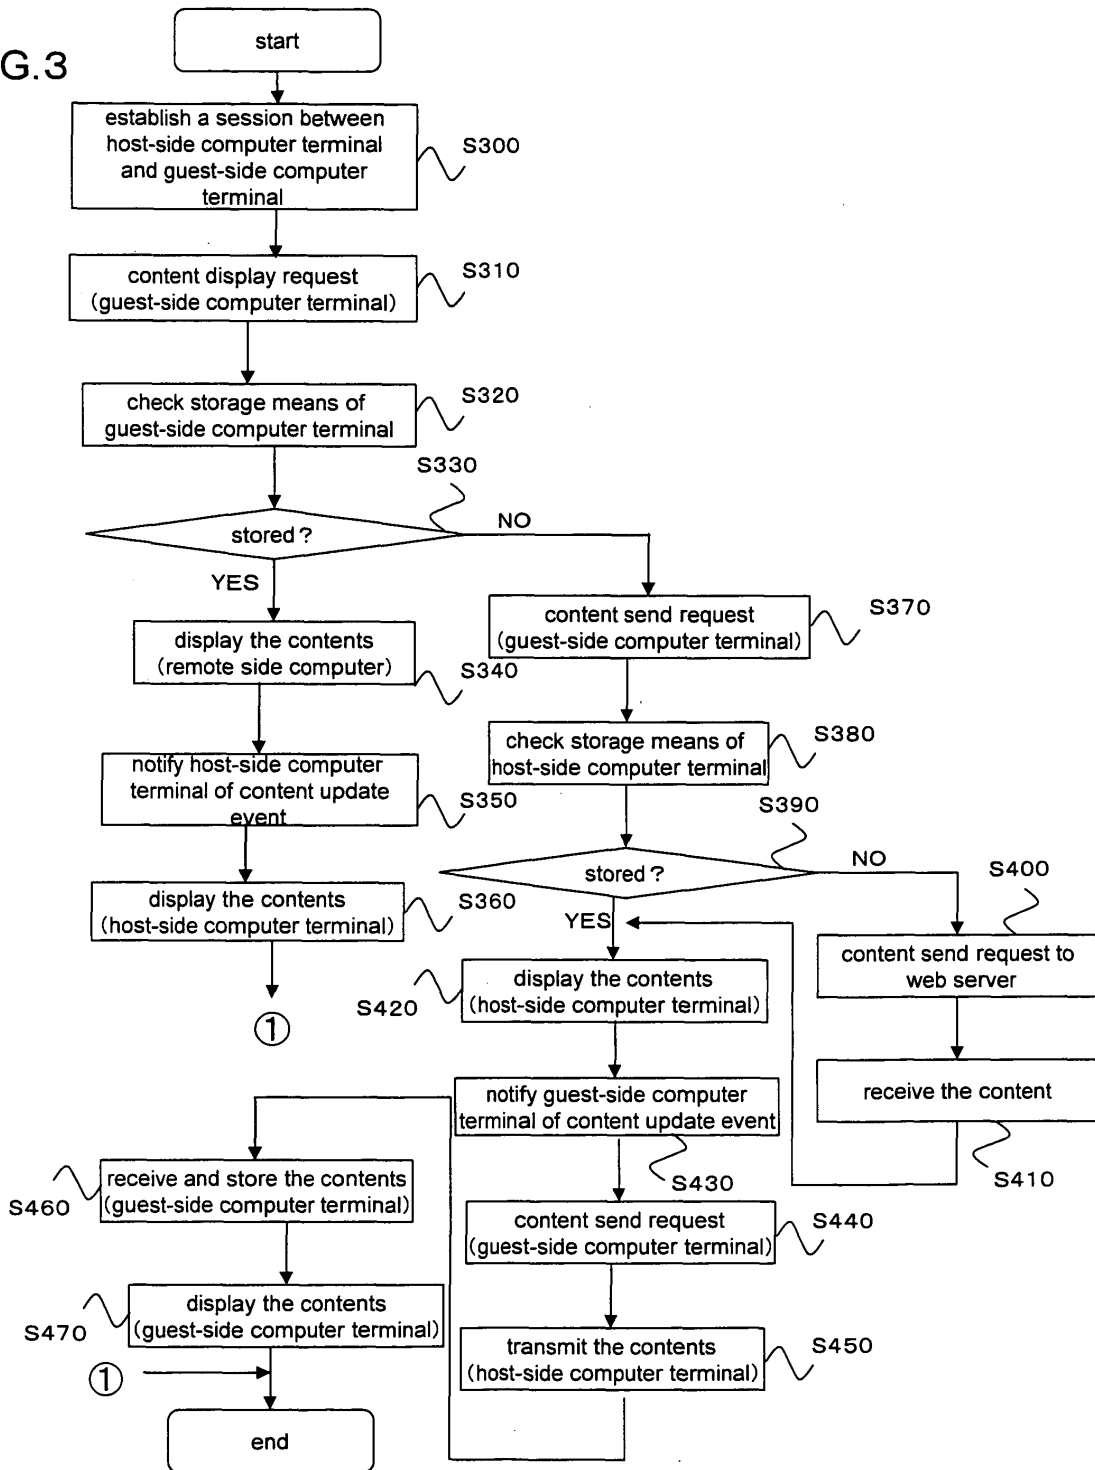 G.3
start
establish a session between
host-side computer terminal
and guest-side computer
terminal
S300
content display request
(guest-side computer terminal)
S310
check storage means of
guest-side computer terminal
S320
S330
stored?
NO
YES
display the contents
(remote side computer)
S340
content send request
(guest-side computer terminal)
S370
notify host-side computer
terminal of content update
event
S350
check storage means of
host-side computer terminal
S380
S390
display the contents
(host-side computer terminal)
S360
stored?
NO
YES
S400
content send request to
web server
①
S420
display the contents
(host-side computer terminal)
receive the content
S410
notify guest-side computer
terminal of content update event
S430
receive and store the contents
(guest-side computer terminal)
S460
content send request
(guest-side computer terminal)
S440
display the contents
(guest-side computer terminal)
S470
transmit the contents
(host-side computer terminal)
S450
①
end